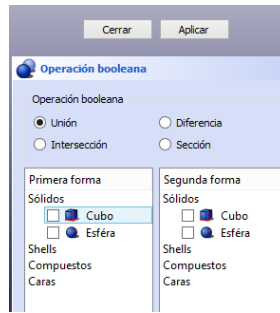 Cerrar Aplicar
Operación booleana
Operación booleana
Unión Diferencia
Intersección Sección
Primera forma Segunda forma
Sólidos Sólidos
Cubo Cubo
Esféra Esféra
Shells Shells
Compuestos Compuestos
Caras Caras